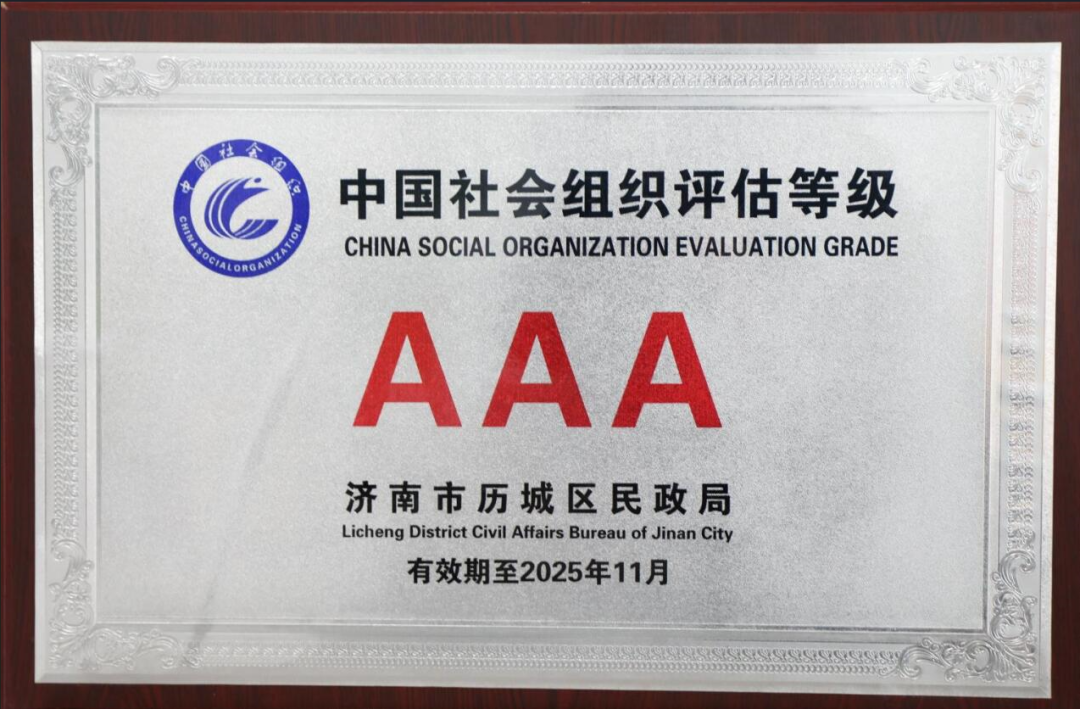 中国社会组织
CHINASOCIALORGANIZATION
中国社会组织评估等级
CHINA SOCIAL ORGANIZATION EVALUATION GRADE
AAA
济南市历城区民政局
Licheng District Civil Affairs Bureau of Jinan City
有效期至2025年11月